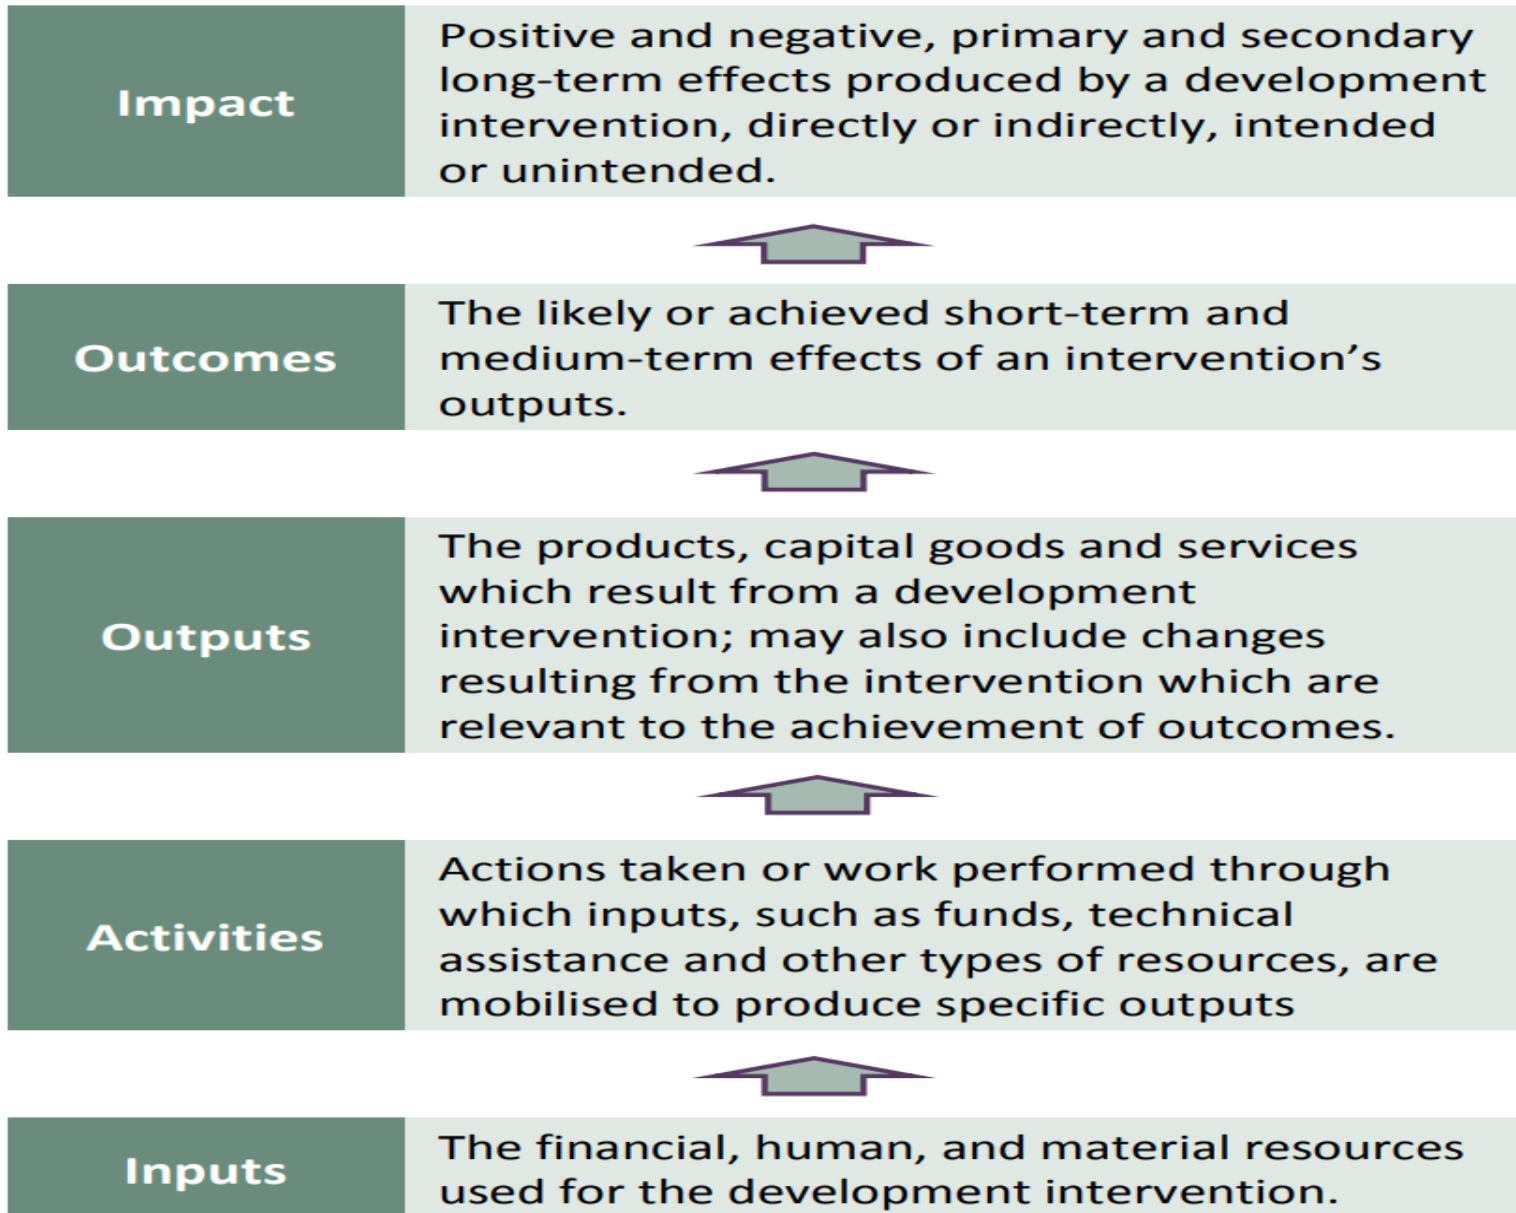 Impact
Positive and negative, primary and secondary
long-term effects produced by a development
intervention, directly or indirectly, intended
or unintended.
Outcomes
The likely or achieved short-term and
medium-term effects of an intervention’s
outputs.
Outputs
The products, capital goods and services
which result from a development
intervention; may also include changes
resulting from the intervention which are
relevant to the achievement of outcomes.
Activities
Actions taken or work performed through
which inputs, such as funds, technical
assistance and other types of resources, are
mobilised to produce specific outputs
Inputs
The financial, human, and material resources
used for the development intervention.